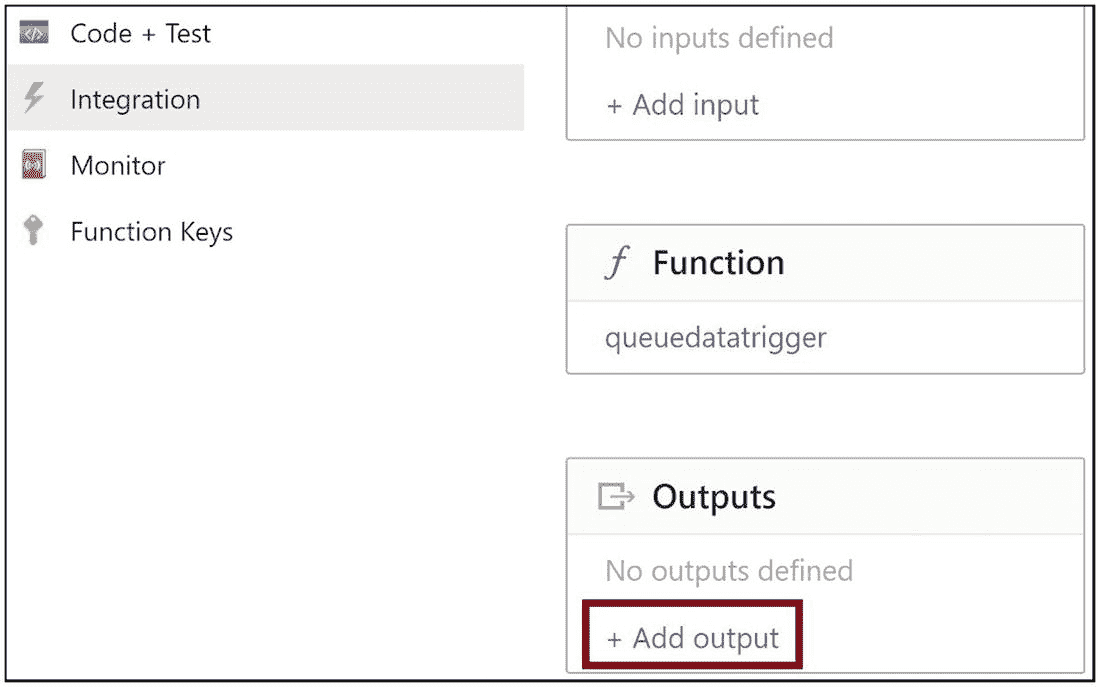 Code + Test
Integration
Monitor
Function Keys
No inputs defined
+ Add input
f Function
queuedatatrigger
Outputs
No outputs defined
+ Add output